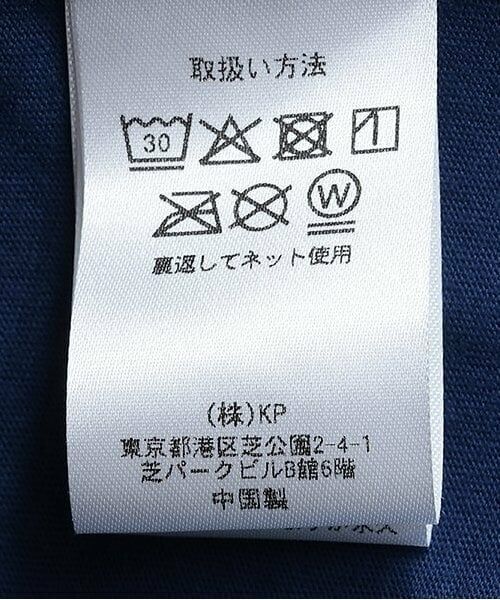 取扱い方法
30
W
裏返してネット使用
(株)KP
東京都港区芝公園2-4-1
芝パークビルB館6階
中国製